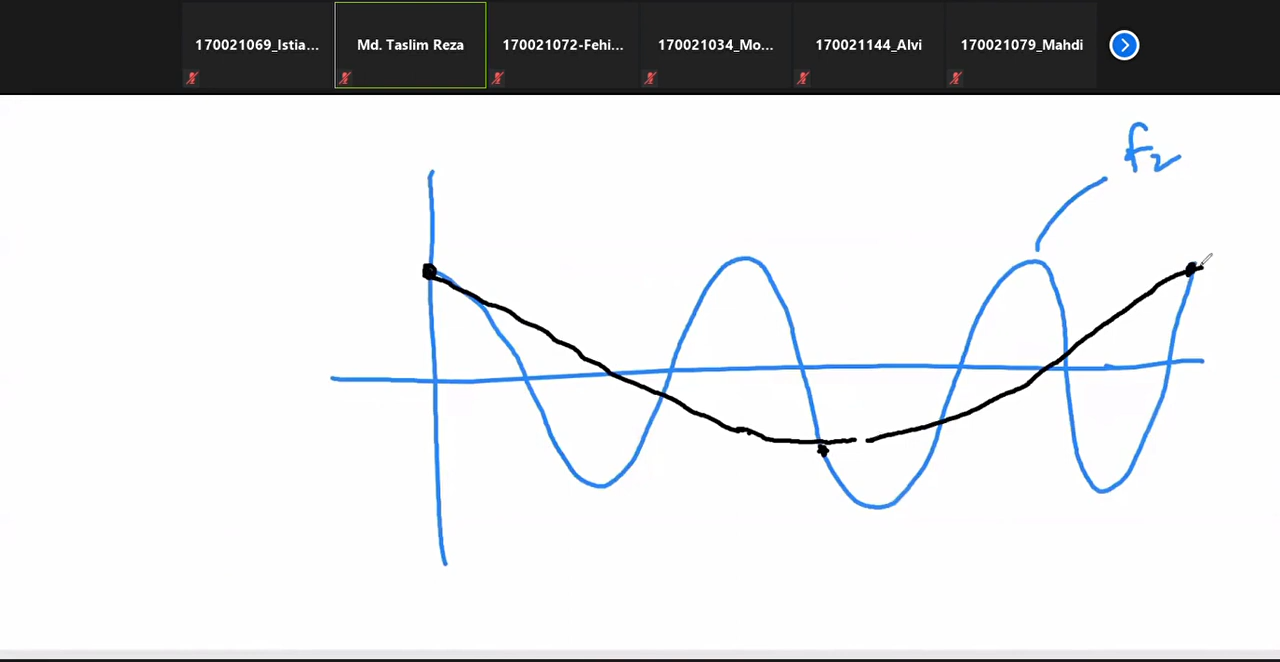 170021069_Istia...
Md. Taslim Reza
170021072-Fehi...
170021034_Mo...
170021144_Alvi
170021079_Mahdi
f2